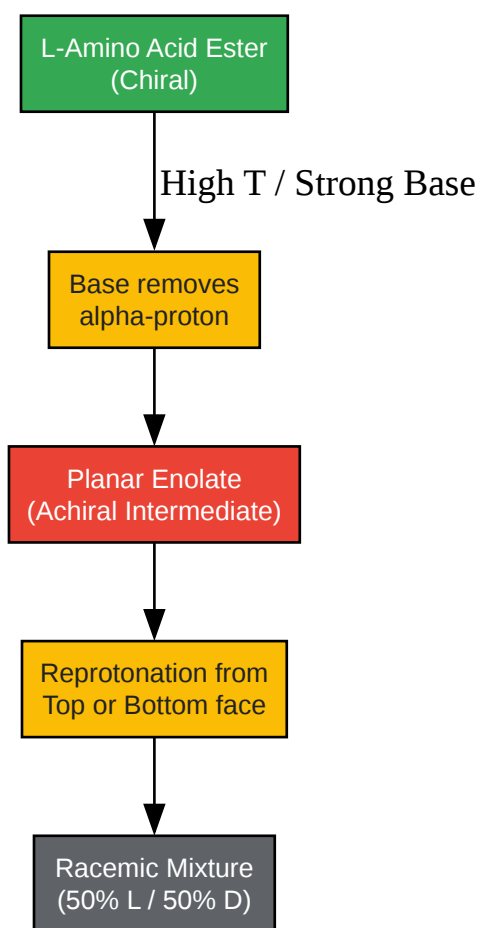 L-Amino Acid Ester
(Chiral)
High T / Strong Base
Base removes
alpha-proton
Planar Enolate
(Achiral Intermediate)
Reprotonation from
Top or Bottom face
Racemic Mixture
(50% L / 50% D)